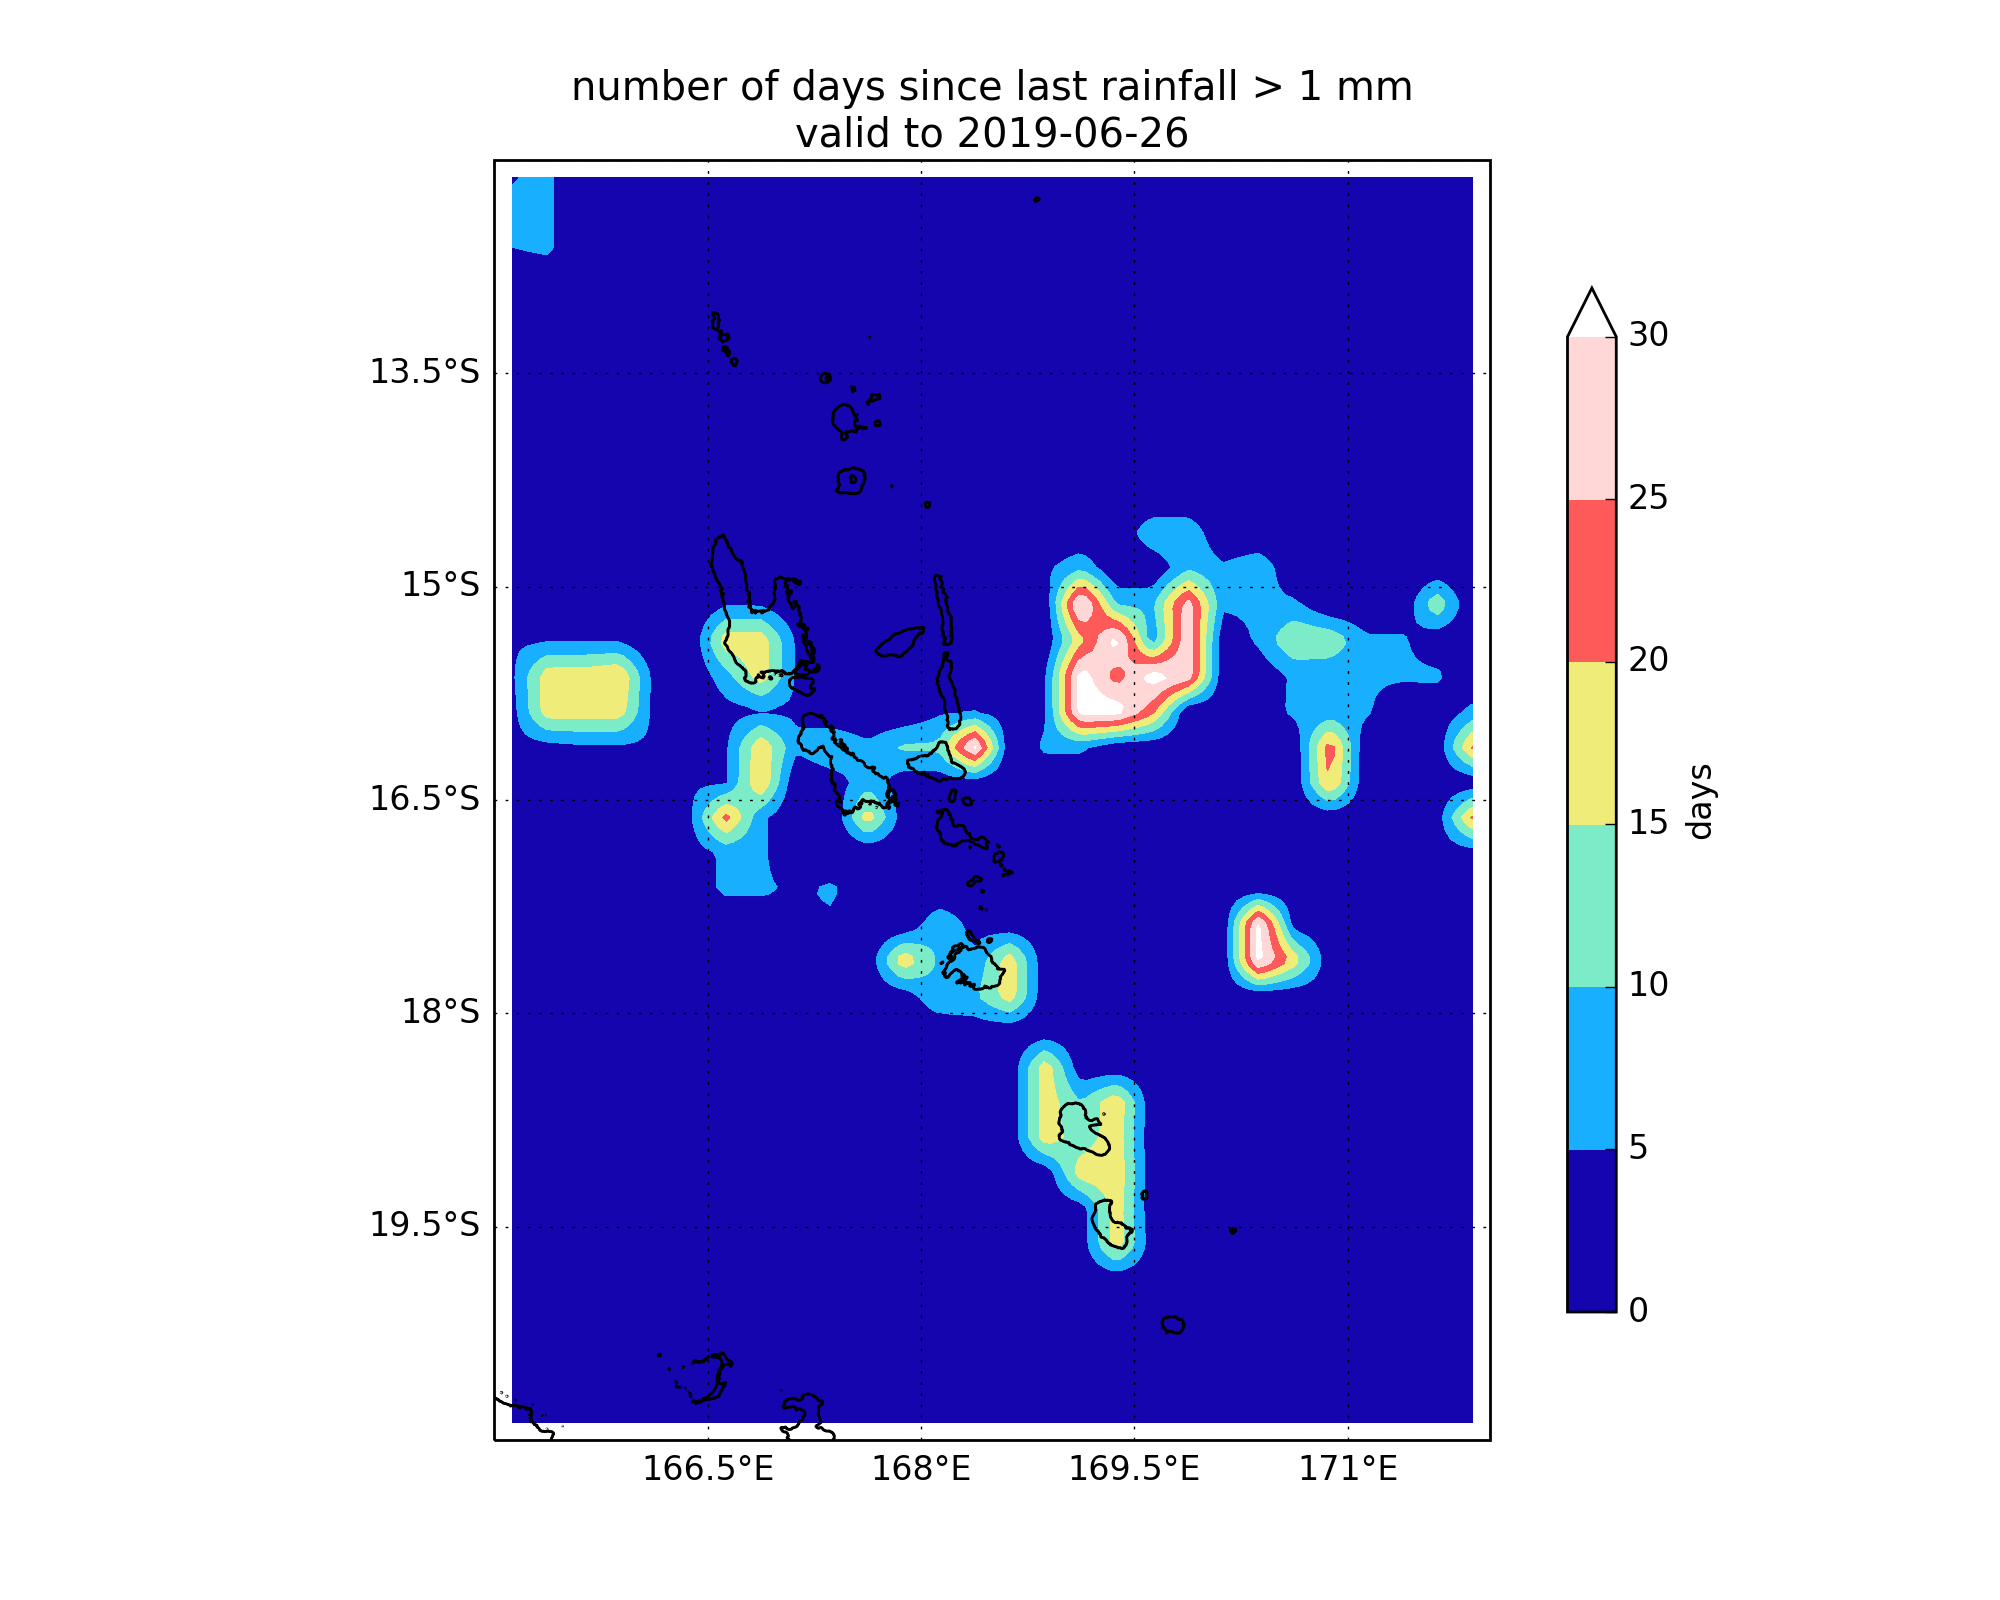 number of days since last rainfall > 1 mm
valid to 2019-06-26
13.5°S
15°S
16.5°S
18°S
19.5°S
166.5°E
168°E
169.5°E
171°E
30
25
20
15
10
5
0
days